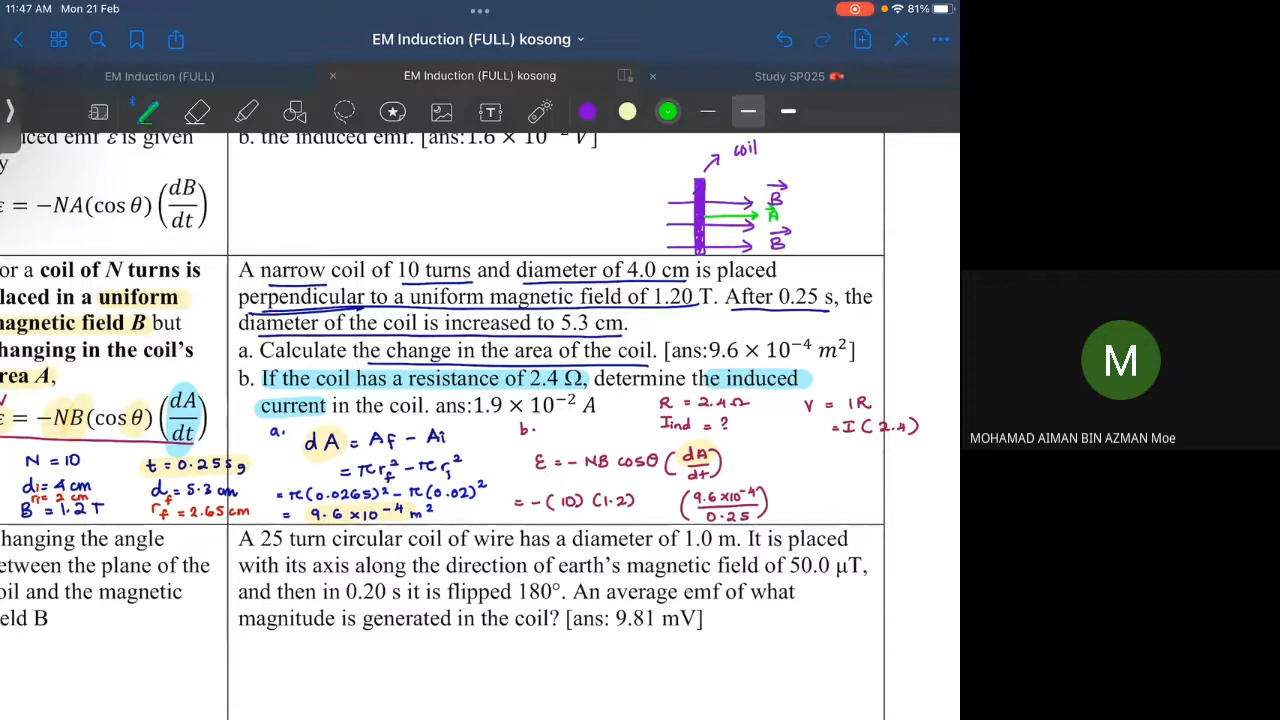 11:47 AM Mon 21 Feb
81%
EM Induction (FULL) kosong
EM Induction (FULL)
EM Induction (FULL) kosong
Study SP025
uced emf ε is given
y
ε = −NA(cos θ) (dB/dt)
b. the induced emf. [ans:1.6 × 10⁻² V]
coil
B
A
B
or a coil of N turns is
laced in a uniform
nagnetic field B but
hanging in the coil's
rea A,
ε = −NB(cos θ) (dA/dt)
N = 10
di = 4 cm
ri = 2 cm
B = 1.2 T
t = 0.25 s
df = 5.3 cm
rf = 2.65 cm
A narrow coil of 10 turns and diameter of 4.0 cm is placed
perpendicular to a uniform magnetic field of 1.20 T. After 0.25 s, the
diameter of the coil is increased to 5.3 cm.
a. Calculate the change in the area of the coil. [ans:9.6 × 10⁻⁴ m²]
b. If the coil has a resistance of 2.4 Ω, determine the induced
current in the coil. ans:1.9 × 10⁻² A
a.
dA = Af − Ai
= πrf² − πri²
= π(0.0265)² − π(0.02)²
= 9.6 × 10⁻⁴ m²
b.
R = 2.4 Ω
Iind = ?
V = IR
= I (2.4)
ε = − NB cos θ (dA/dt)
= − (10) (1.2) (9.6 × 10⁻⁴/0.25)
hanging the angle
etween the plane of the
oil and the magnetic
eld B
A 25 turn circular coil of wire has a diameter of 1.0 m. It is placed
with its axis along the direction of earth's magnetic field of 50.0 μT,
and then in 0.20 s it is flipped 180°. An average emf of what
magnitude is generated in the coil? [ans: 9.81 mV]
M
MOHAMAD AIMAN BIN AZMAN Moe